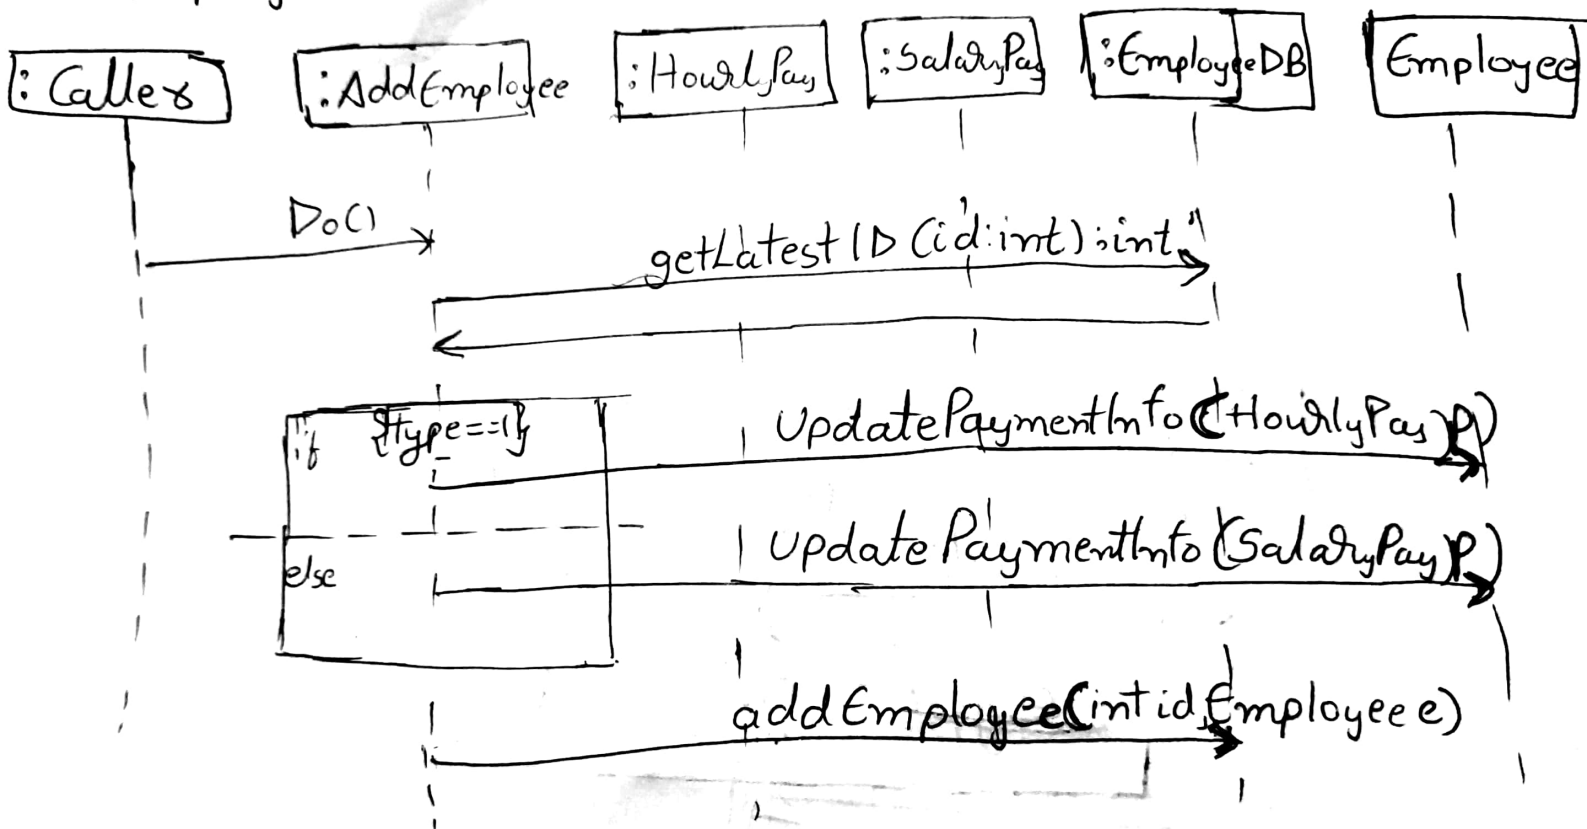 :Caller :AddEmployee :HourlyPay :SalaryPay :EmployeeDB Employee
Do()
getLatestID(id:int):int
if {type==1} UpdatePaymentInfo(HourlyPay P)
else UpdatePaymentInfo(SalaryPay P)
addEmployee(int id, Employee e)